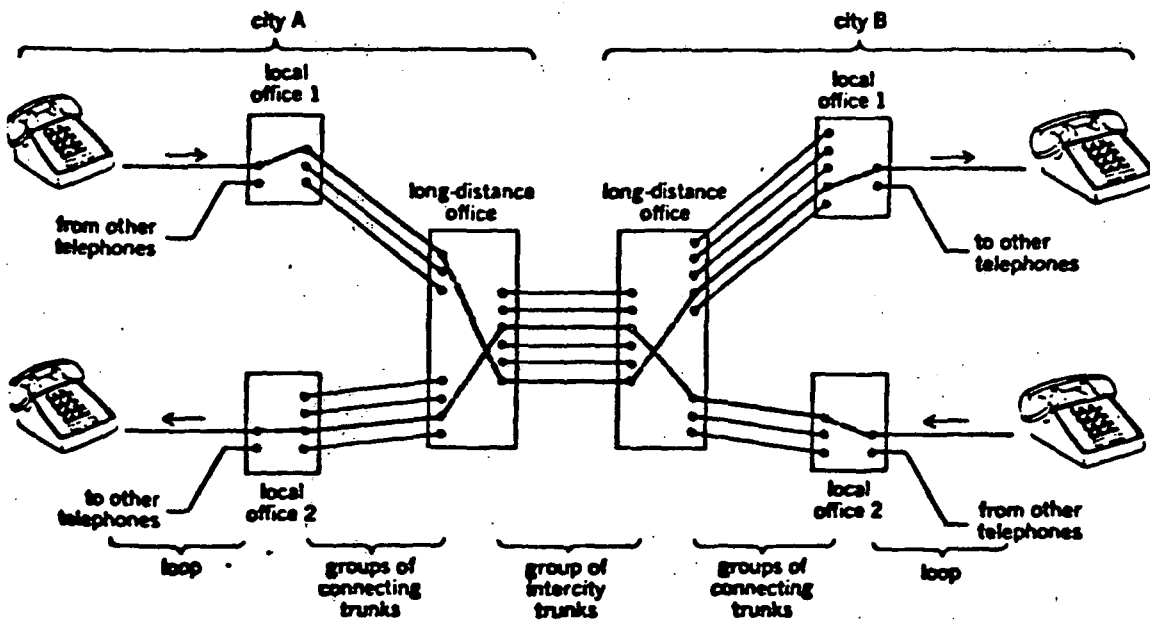 city A
city B
local
office 1
local
office 1
long-distance
office
long-distance
office
from other
telephones
to other
telephones
to other
telephones
local
office 2
local
office 2
from other
telephones
loop
groups of
connecting
trunks
group of
intercity
trunks
groups of
connecting
trunks
loop